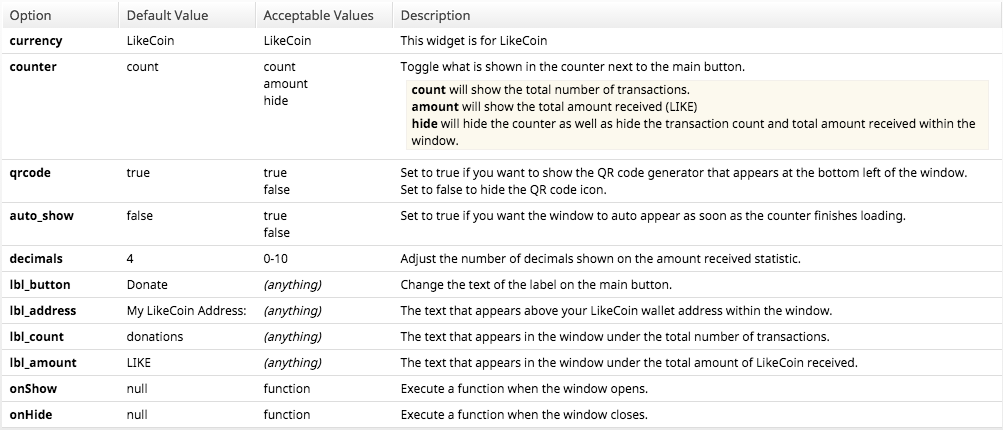 Option Default Value Acceptable Values Description
currency LikeCoin LikeCoin This widget is for LikeCoin
counter count count Toggle what is shown in the counter next to the main button.
amount
hide
count will show the total number of transactions.
amount will show the total amount received (LIKE)
hide will hide the counter as well as hide the transaction count and total amount received within the
window.
qrcode true true Set to true if you want to show the QR code generator that appears at the bottom left of the window.
false Set to false to hide the QR code icon.
auto_show false true Set to true if you want the window to auto appear as soon as the counter finishes loading.
false
decimals 4 0-10 Adjust the number of decimals shown on the amount received statistic.
lbl_button Donate (anything) Change the text of the label on the main button.
lbl_address My LikeCoin Address: (anything) The text that appears above your LikeCoin wallet address within the window.
lbl_count donations (anything) The text that appears in the window under the total number of transactions.
lbl_amount LIKE (anything) The text that appears in the window under the total amount of LikeCoin received.
onShow null function Execute a function when the window opens.
onHide null function Execute a function when the window closes.